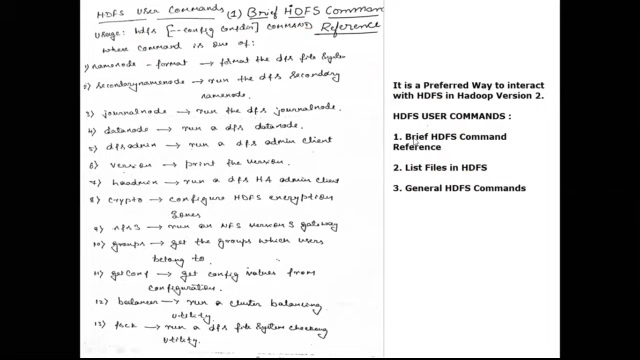 HDFS User Commands (1) Brief HDFS Command
Reference
Usage: hdfs [--config confdir] COMMAND
where command is one of:
1) namenode -format → format the dfs file System
2) secondarynamenode → run the dfs secondary
namenode.
3) journalnode → run the dfs journalnode.
4) datanode → run a dfs datanode.
5) dfsadmin → run a dfs admin client
6) version → print the version.
7) haadmin → run a dfs HA admin client
8) crypto → configure HDFS encryption
zones
9) nfs3 → run an NFS version 3 gateway
10) groups → get the groups which users
belong to.
11) getConf → get config values from
configuration.
12) balancer → run a cluster balancing
utility.
13) fsck → run a dfs file System checking
utility.
It is a Preferred Way to interact
with HDFS in Hadoop Version 2.
HDFS USER COMMANDS :
1. Brief HDFS Command
Reference
2. List Files in HDFS
3. General HDFS Commands